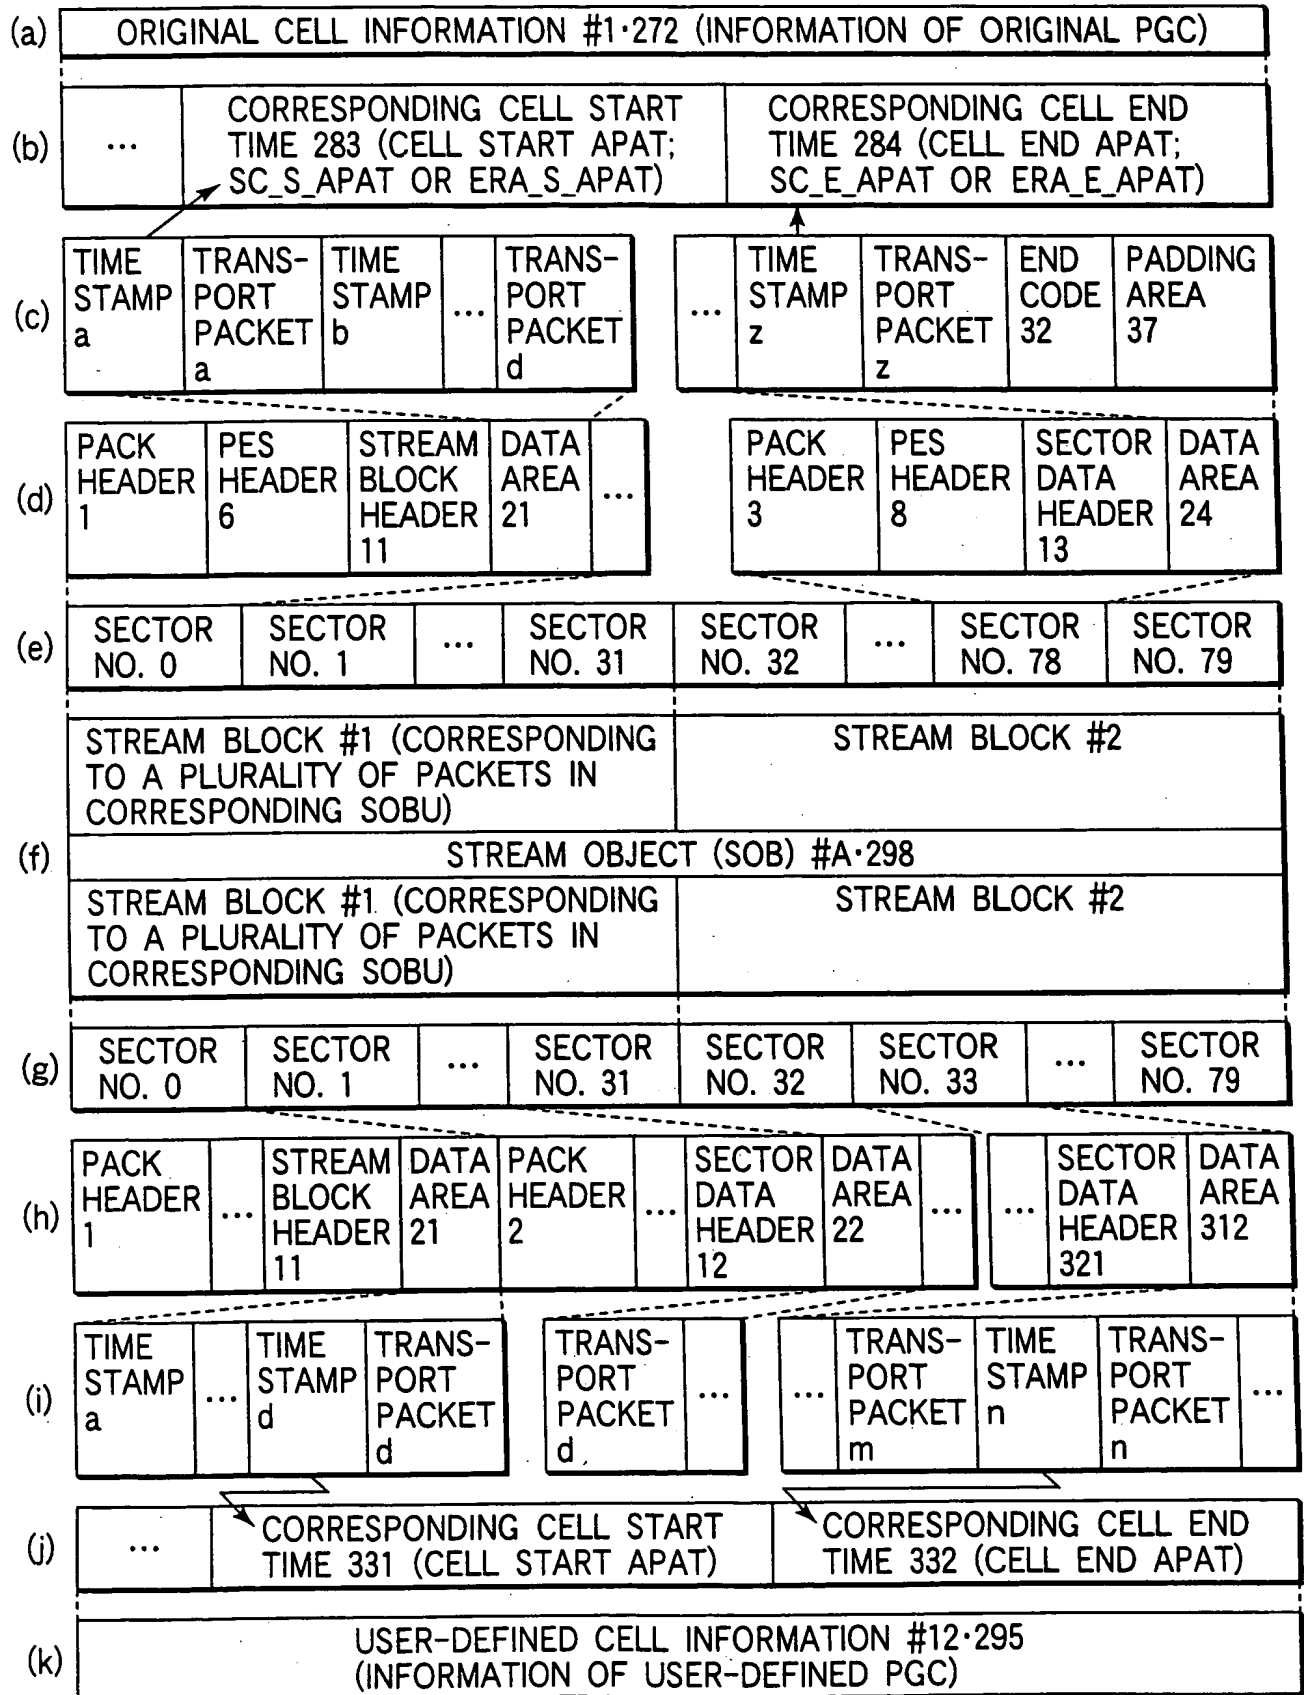 (a) ORIGINAL CELL INFORMATION #1·272 (INFORMATION OF ORIGINAL PGC)
(b) ...
CORRESPONDING CELL START
TIME 283 (CELL START APAT;
SC_S_APAT OR ERA_S_APAT)
CORRESPONDING CELL END
TIME 284 (CELL END APAT;
SC_E_APAT OR ERA_E_APAT)
(c)
TIME
STAMP
a
TRANS-
PORT
PACKET
a
TIME
STAMP
b
...
TRANS-
PORT
PACKET
d
...
TIME
STAMP
z
TRANS-
PORT
PACKET
z
END
CODE
32
PADDING
AREA
37
(d)
PACK
HEADER
1
PES
HEADER
6
STREAM
BLOCK
HEADER
11
DATA
AREA
21
...
PACK
HEADER
3
PES
HEADER
8
SECTOR
DATA
HEADER
13
DATA
AREA
24
(e)
SECTOR
NO. 0
SECTOR
NO. 1
...
SECTOR
NO. 31
SECTOR
NO. 32
...
SECTOR
NO. 78
SECTOR
NO. 79
(f)
STREAM BLOCK #1 (CORRESPONDING
TO A PLURALITY OF PACKETS IN
CORRESPONDING SOBU)
STREAM BLOCK #2
STREAM OBJECT (SOB) #A·298
STREAM BLOCK #1 (CORRESPONDING
TO A PLURALITY OF PACKETS IN
CORRESPONDING SOBU)
STREAM BLOCK #2
(g)
SECTOR
NO. 0
SECTOR
NO. 1
...
SECTOR
NO. 31
SECTOR
NO. 32
SECTOR
NO. 33
...
SECTOR
NO. 79
(h)
PACK
HEADER
1
...
STREAM
BLOCK
HEADER
11
DATA
AREA
21
PACK
HEADER
2
...
SECTOR
DATA
HEADER
12
DATA
AREA
22
...
...
SECTOR
DATA
HEADER
321
DATA
AREA
312
(i)
TIME
STAMP
a
...
TIME
STAMP
d
TRANS-
PORT
PACKET
d
TRANS-
PORT
PACKET
d
...
...
TRANS-
PORT
PACKET
m
TIME
STAMP
n
TRANS-
PORT
PACKET
n
...
(j)
...
CORRESPONDING CELL START
TIME 331 (CELL START APAT)
CORRESPONDING CELL END
TIME 332 (CELL END APAT)
(k)
USER-DEFINED CELL INFORMATION #12·295
(INFORMATION OF USER-DEFINED PGC)